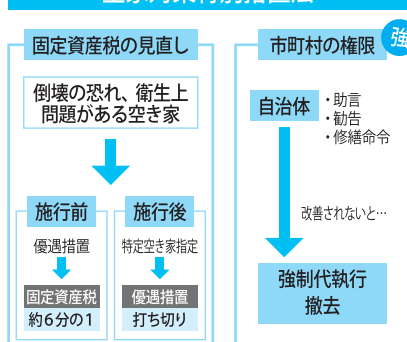 固定資産税の見直し
倒壊の恐れ、衛生上
問題がある空き家
施行前
優遇措置
固定資産税
約6分の1
施行後
特定空き家指定
優遇措置
打ち切り
市町村の権限
強
自治体
・助言
・勧告
・修繕命令
改善されないと…
強制代執行
撤去